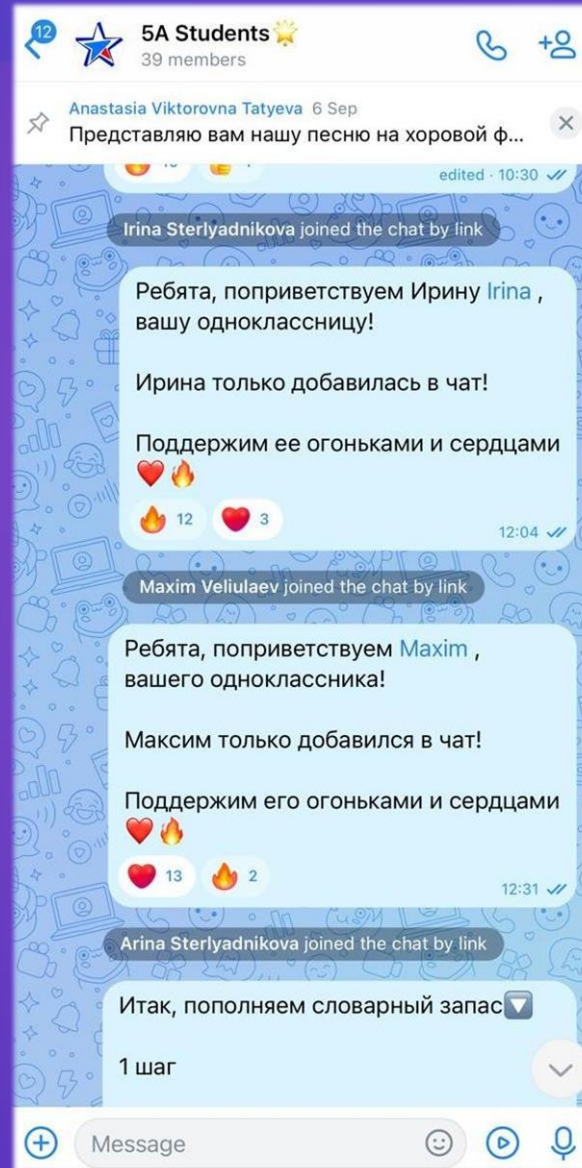 12
5A Students
39 members
Anastasia Viktorovna Tatyeva 6 Sep
Представляю вам нашу песню на хоровой ф...
edited · 10:30
Irina Sterlyadnikova joined the chat by link
Ребята, поприветствуем Ирину Irina ,
вашу одноклассницу!
Ирина только добавилась в чат!
Поддержим ее огоньками и сердцами
❤️🔥
🔥 12 ❤️ 3
12:04
Maxim Veliulaev joined the chat by link
Ребята, поприветствуем Maxim ,
вашего одноклассника!
Максим только добавился в чат!
Поддержим его огоньками и сердцами
❤️🔥
❤️ 13 🔥 2
12:31
Arina Sterlyadnikova joined the chat by link
Итак, пополняем словарный запас🔽
1 шаг
Message